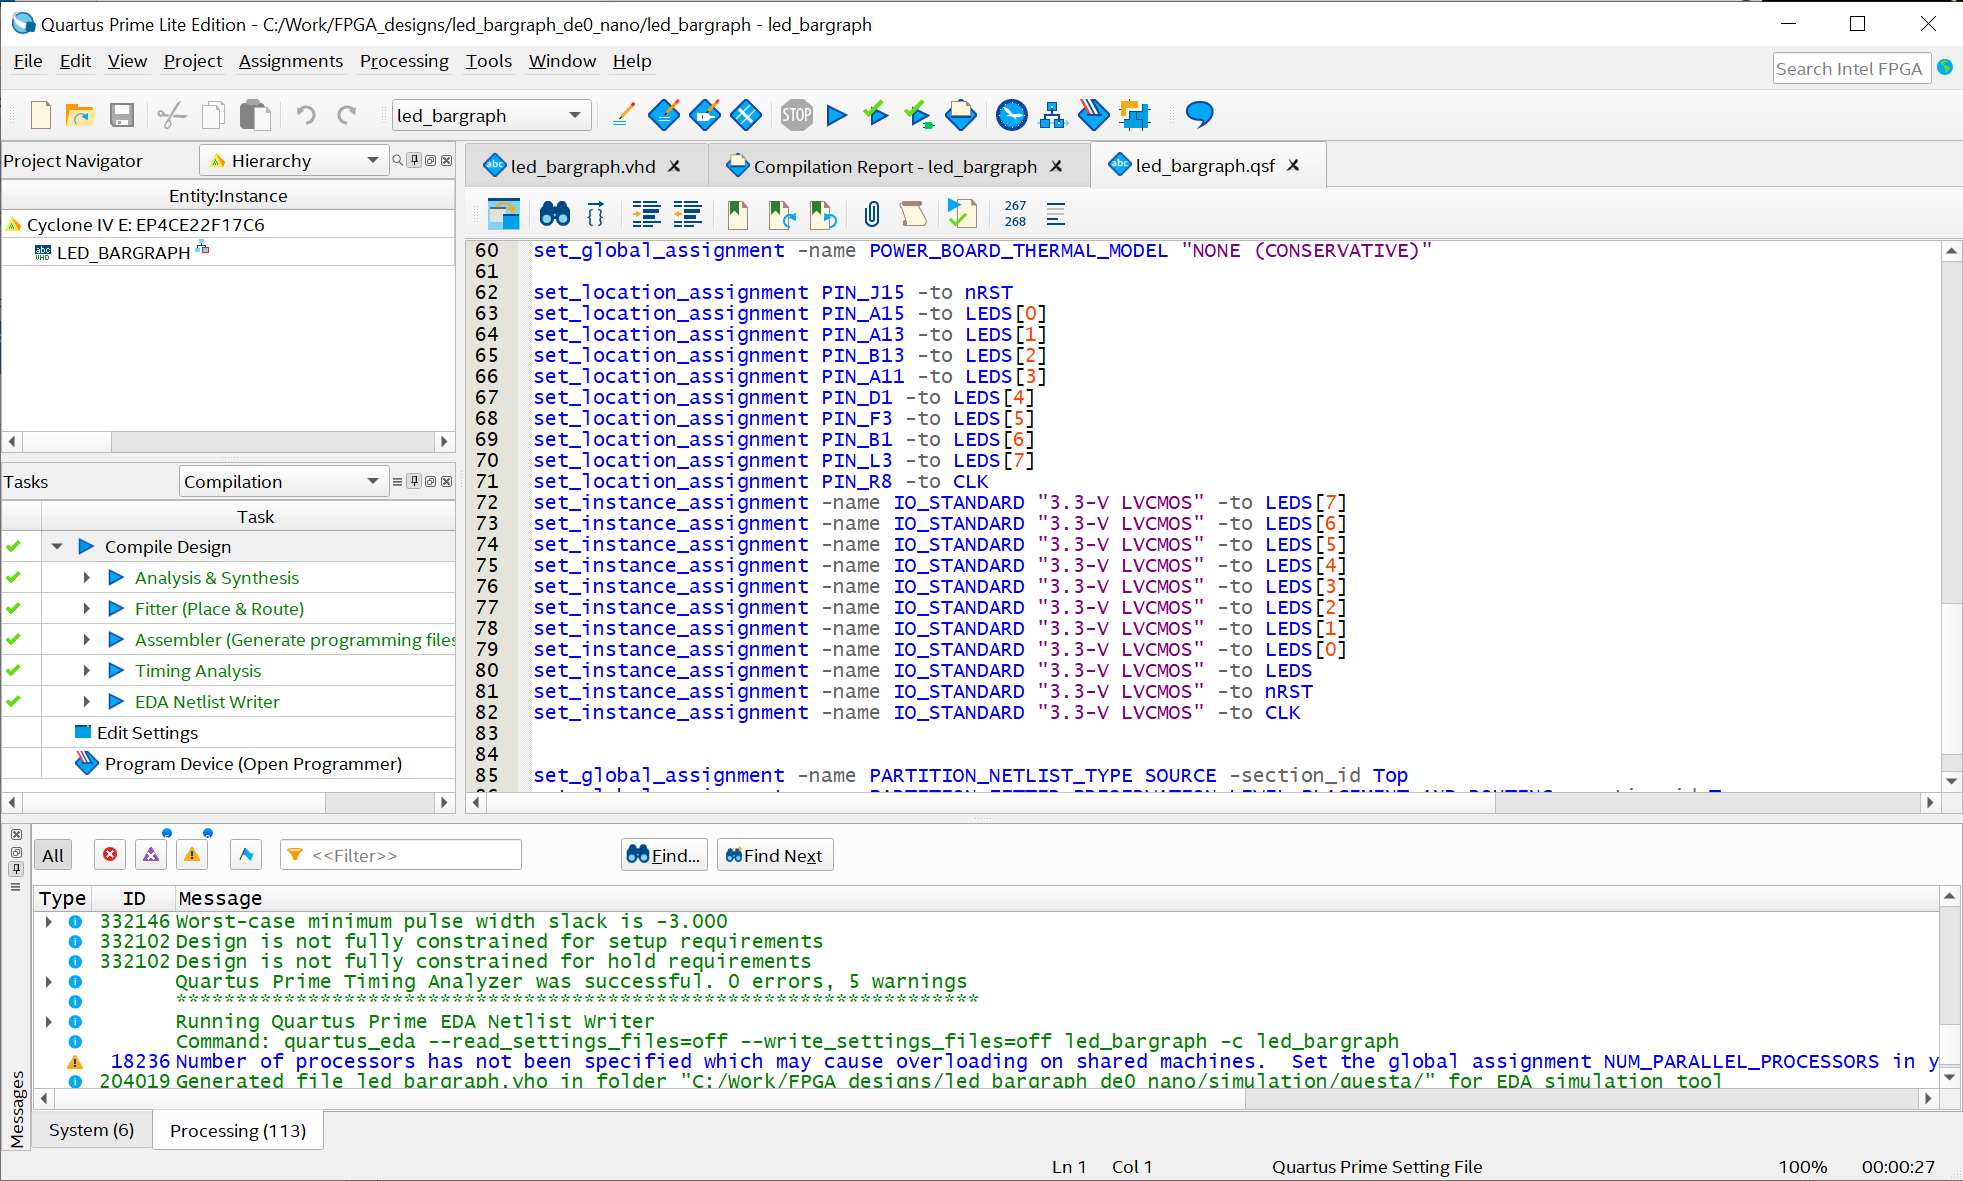 Quartus Prime Lite Edition - C:/Work/FPGA_designs/led_bargraph_de0_nano/led_bargraph - led_bargraph
File Edit View Project Assignments Processing Tools Window Help
Search Intel FPGA
led_bargraph
STOP
Project Navigator
Hierarchy
Entity:Instance
Cyclone IV E: EP4CE22F17C6
abc
VHD
LED_BARGRAPH
Tasks
Compilation
Task
Compile Design
Analysis & Synthesis
Fitter (Place & Route)
Assembler (Generate programming files
Timing Analysis
EDA Netlist Writer
Edit Settings
Program Device (Open Programmer)
abc led_bargraph.vhd
Compilation Report - led_bargraph
abc led_bargraph.qsf
267
268
60 set_global_assignment -name POWER_BOARD_THERMAL_MODEL "NONE (CONSERVATIVE)"
61
62 set_location_assignment PIN_J15 -to nRST
63 set_location_assignment PIN_A15 -to LEDS[0]
64 set_location_assignment PIN_A13 -to LEDS[1]
65 set_location_assignment PIN_B13 -to LEDS[2]
66 set_location_assignment PIN_A11 -to LEDS[3]
67 set_location_assignment PIN_D1 -to LEDS[4]
68 set_location_assignment PIN_F3 -to LEDS[5]
69 set_location_assignment PIN_B1 -to LEDS[6]
70 set_location_assignment PIN_L3 -to LEDS[7]
71 set_location_assignment PIN_R8 -to CLK
72 set_instance_assignment -name IO_STANDARD "3.3-V LVCMOS" -to LEDS[7]
73 set_instance_assignment -name IO_STANDARD "3.3-V LVCMOS" -to LEDS[6]
74 set_instance_assignment -name IO_STANDARD "3.3-V LVCMOS" -to LEDS[5]
75 set_instance_assignment -name IO_STANDARD "3.3-V LVCMOS" -to LEDS[4]
76 set_instance_assignment -name IO_STANDARD "3.3-V LVCMOS" -to LEDS[3]
77 set_instance_assignment -name IO_STANDARD "3.3-V LVCMOS" -to LEDS[2]
78 set_instance_assignment -name IO_STANDARD "3.3-V LVCMOS" -to LEDS[1]
79 set_instance_assignment -name IO_STANDARD "3.3-V LVCMOS" -to LEDS[0]
80 set_instance_assignment -name IO_STANDARD "3.3-V LVCMOS" -to LEDS
81 set_instance_assignment -name IO_STANDARD "3.3-V LVCMOS" -to nRST
82 set_instance_assignment -name IO_STANDARD "3.3-V LVCMOS" -to CLK
83
84
85 set_global_assignment -name PARTITION_NETLIST_TYPE SOURCE -section_id Top
Messages
All
<<Filter>>
Find...
Find Next
Type ID Message
332146 Worst-case minimum pulse width slack is -3.000
332102 Design is not fully constrained for setup requirements
332102 Design is not fully constrained for hold requirements
Quartus Prime Timing Analyzer was successful. 0 errors, 5 warnings
*******************************************************************
Running Quartus Prime EDA Netlist Writer
Command: quartus_eda --read_settings_files=off --write_settings_files=off led_bargraph -c led_bargraph
18236 Number of processors has not been specified which may cause overloading on shared machines.  Set the global assignment NUM_PARALLEL_PROCESSORS in y
204019 Generated file led_bargraph.vho in folder "C:/Work/FPGA_designs/led_bargraph_de0_nano/simulation/questa/" for EDA simulation tool
System (6)
Processing (113)
Ln 1 Col 1 Quartus Prime Setting File 100% 00:00:27